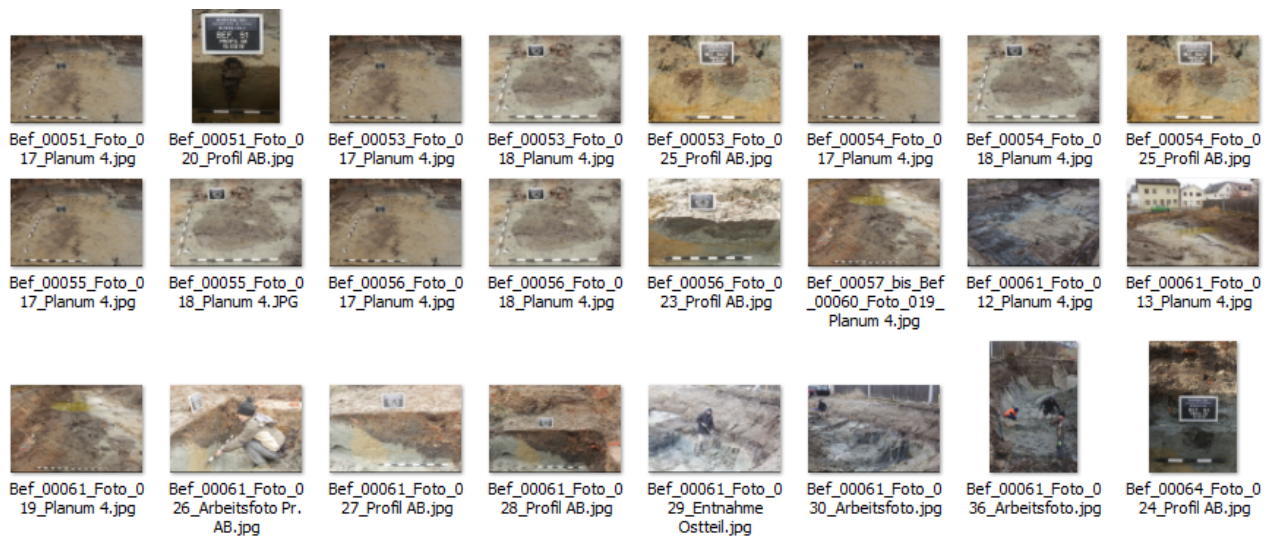 BEF. 51
Bef_00051_Foto_0
17_Planum 4.jpg
Bef_00051_Foto_0
20_Profil AB.jpg
Bef_00053_Foto_0
17_Planum 4.jpg
Bef_00053_Foto_0
18_Planum 4.jpg
Bef_00053_Foto_0
25_Profil AB.jpg
Bef_00054_Foto_0
17_Planum 4.jpg
Bef_00054_Foto_0
18_Planum 4.jpg
Bef_00054_Foto_0
25_Profil AB.jpg
Bef_00055_Foto_0
17_Planum 4.jpg
Bef_00055_Foto_0
18_Planum 4.JPG
Bef_00056_Foto_0
17_Planum 4.jpg
Bef_00056_Foto_0
18_Planum 4.jpg
Bef_00056_Foto_0
23_Profil AB.jpg
Bef_00057_bis_Bef
_00060_Foto_019_
Planum 4.jpg
Bef_00061_Foto_0
12_Planum 4.jpg
Bef_00061_Foto_0
13_Planum 4.jpg
Bef_00061_Foto_0
19_Planum 4.jpg
Bef_00061_Foto_0
26_Arbeitsfoto Pr.
AB.jpg
Bef_00061_Foto_0
27_Profil AB.jpg
Bef_00061_Foto_0
28_Profil AB.jpg
Bef_00061_Foto_0
29_Entnahme
Ostteil.jpg
Bef_00061_Foto_0
30_Arbeitsfoto.jpg
Bef_00061_Foto_0
36_Arbeitsfoto.jpg
Bef_00064_Foto_0
24_Profil AB.jpg